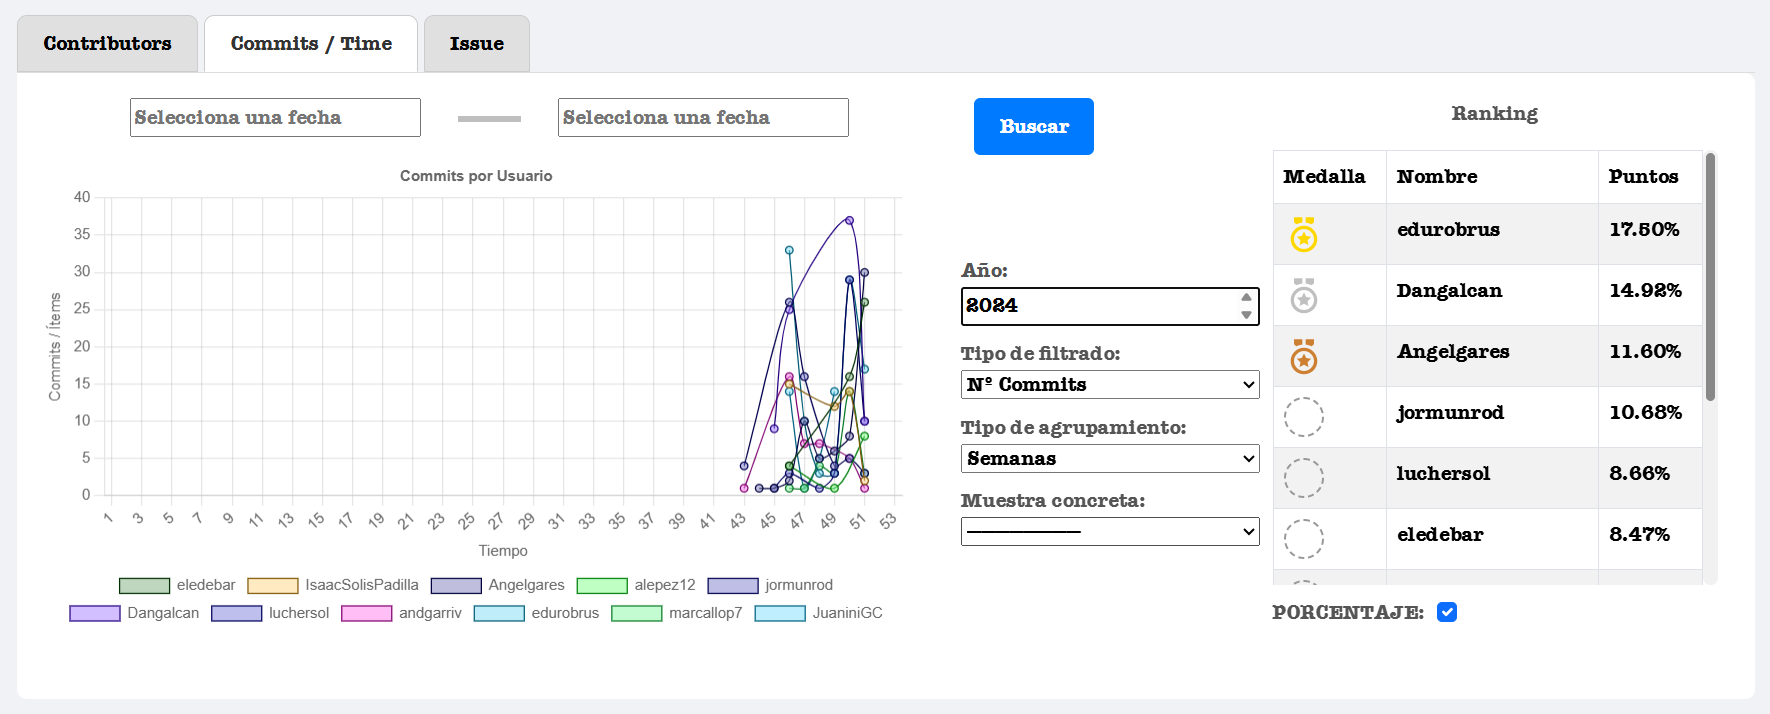 Contributors
Commits / Time
Issue
Selecciona una fecha
Selecciona una fecha
Buscar
Commits por Usuario
Commits / Ítems
40
35
30
25
20
15
10
5
0
1 3 5 7 9 11 13 15 17 19 21 23 25 27 29 31 33 35 37 39 41 43 45 47 49 51 53
Tiempo
eledebar IsaacSolisPadilla Angelgares alepez12 jormunrod
Dangalcan luchersol andgarriv edurobrus marcallop7 JuaniniGC
Año:
2024
Tipo de filtrado:
Nº Commits
Tipo de agrupamiento:
Semanas
Muestra concreta:
Ranking
Medalla Nombre Puntos
edurobrus 17.50%
Dangalcan 14.92%
Angelgares 11.60%
jormunrod 10.68%
luchersol 8.66%
eledebar 8.47%
PORCENTAJE: